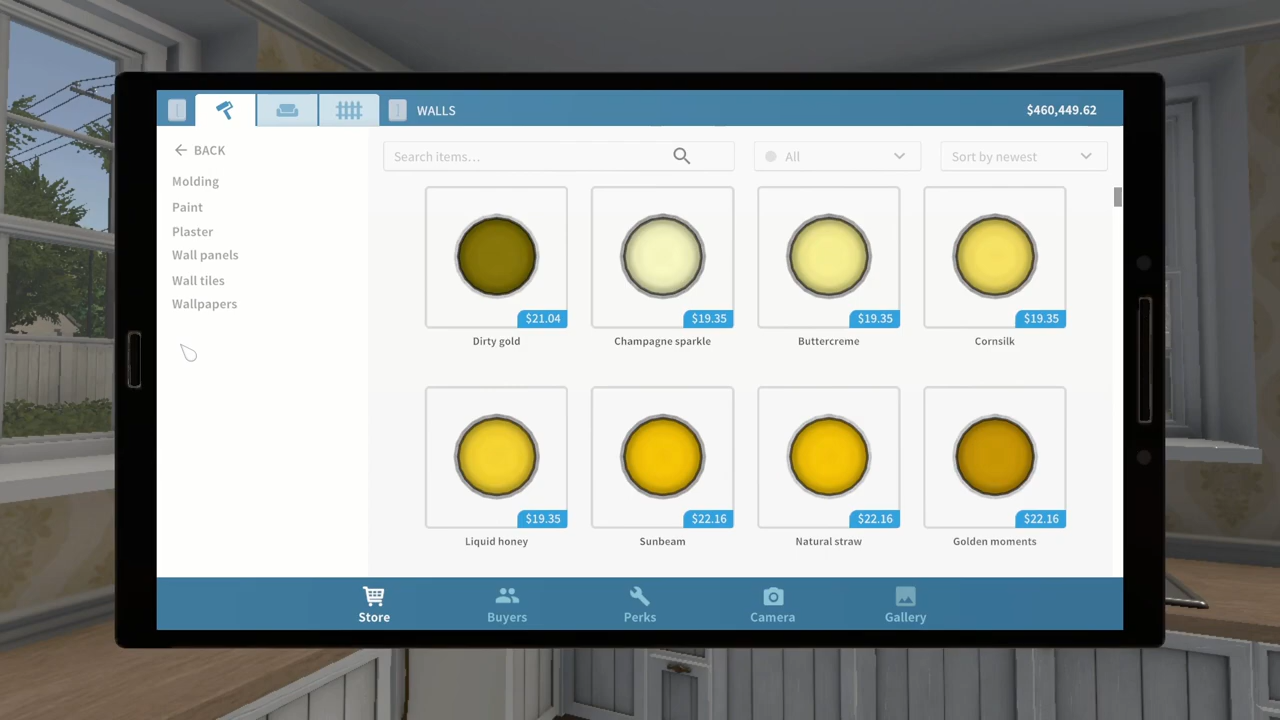 WALLS
$460,449.62
BACK
Molding
Paint
Plaster
Wall panels
Wall tiles
Wallpapers
Search items...
All
Sort by newest
$21.04
$19.35
$19.35
$19.35
Dirty gold
Champagne sparkle
Buttercreme
Cornsilk
$19.35
$22.16
$22.16
$22.16
Liquid honey
Sunbeam
Natural straw
Golden moments
Store
Buyers
Perks
Camera
Gallery